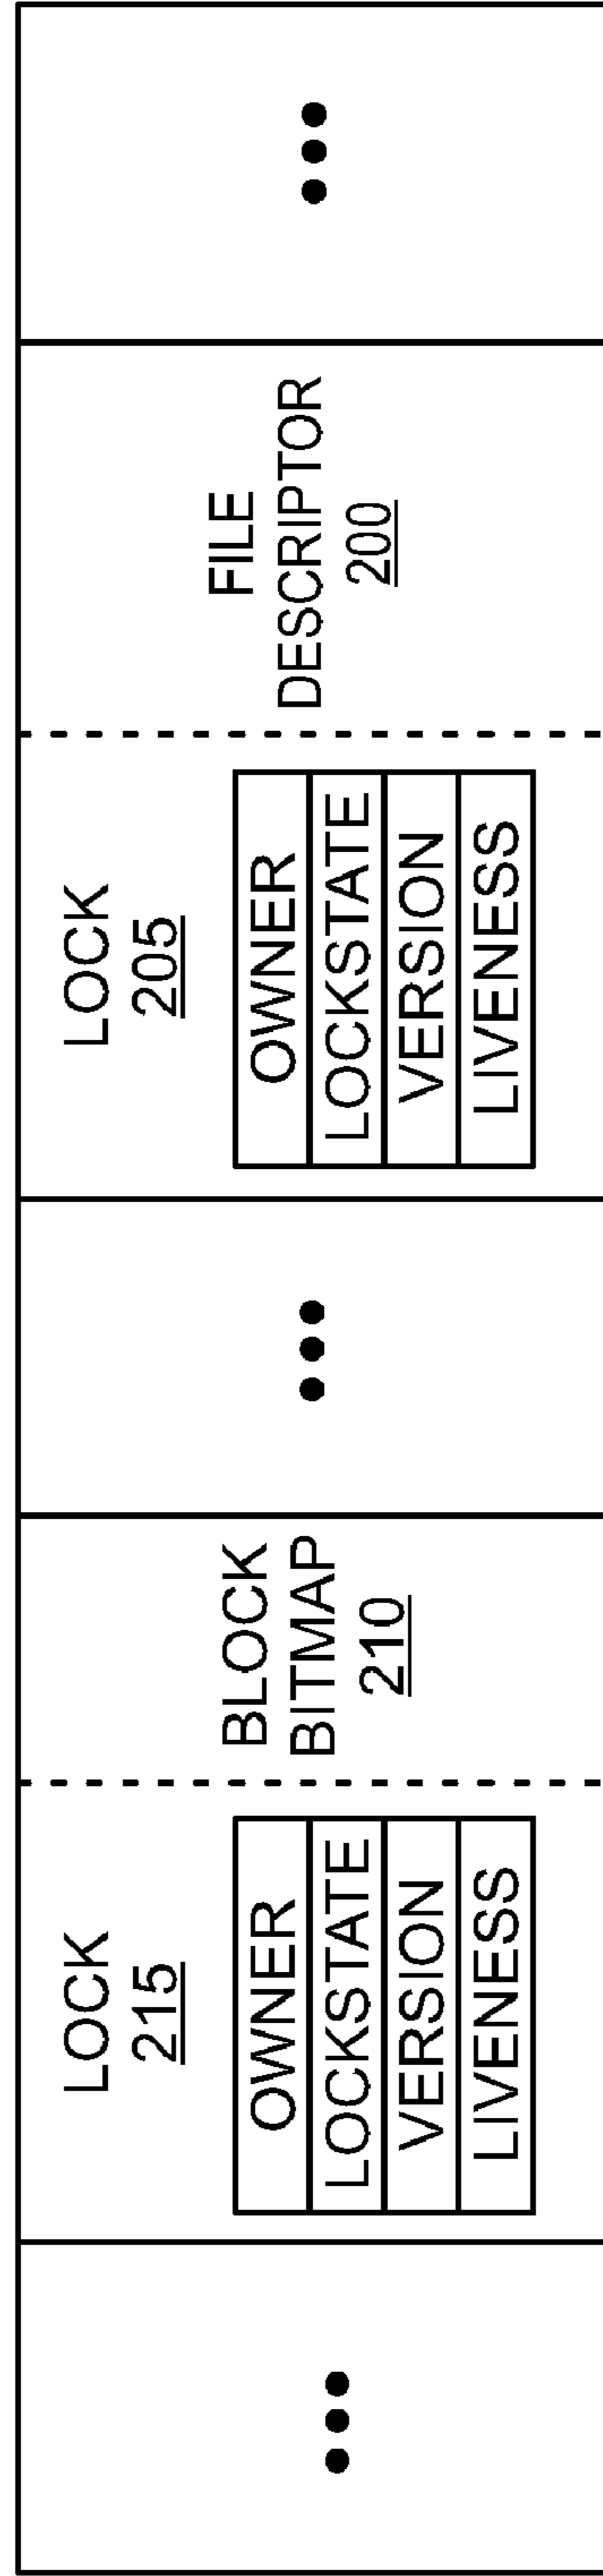 LOCK
215
OWNER
LOCKSTATE
VERSION
LIVENESS
BLOCK
BITMAP
210
LOCK
205
OWNER
LOCKSTATE
VERSION
LIVENESS
FILE
DESCRIPTOR
200